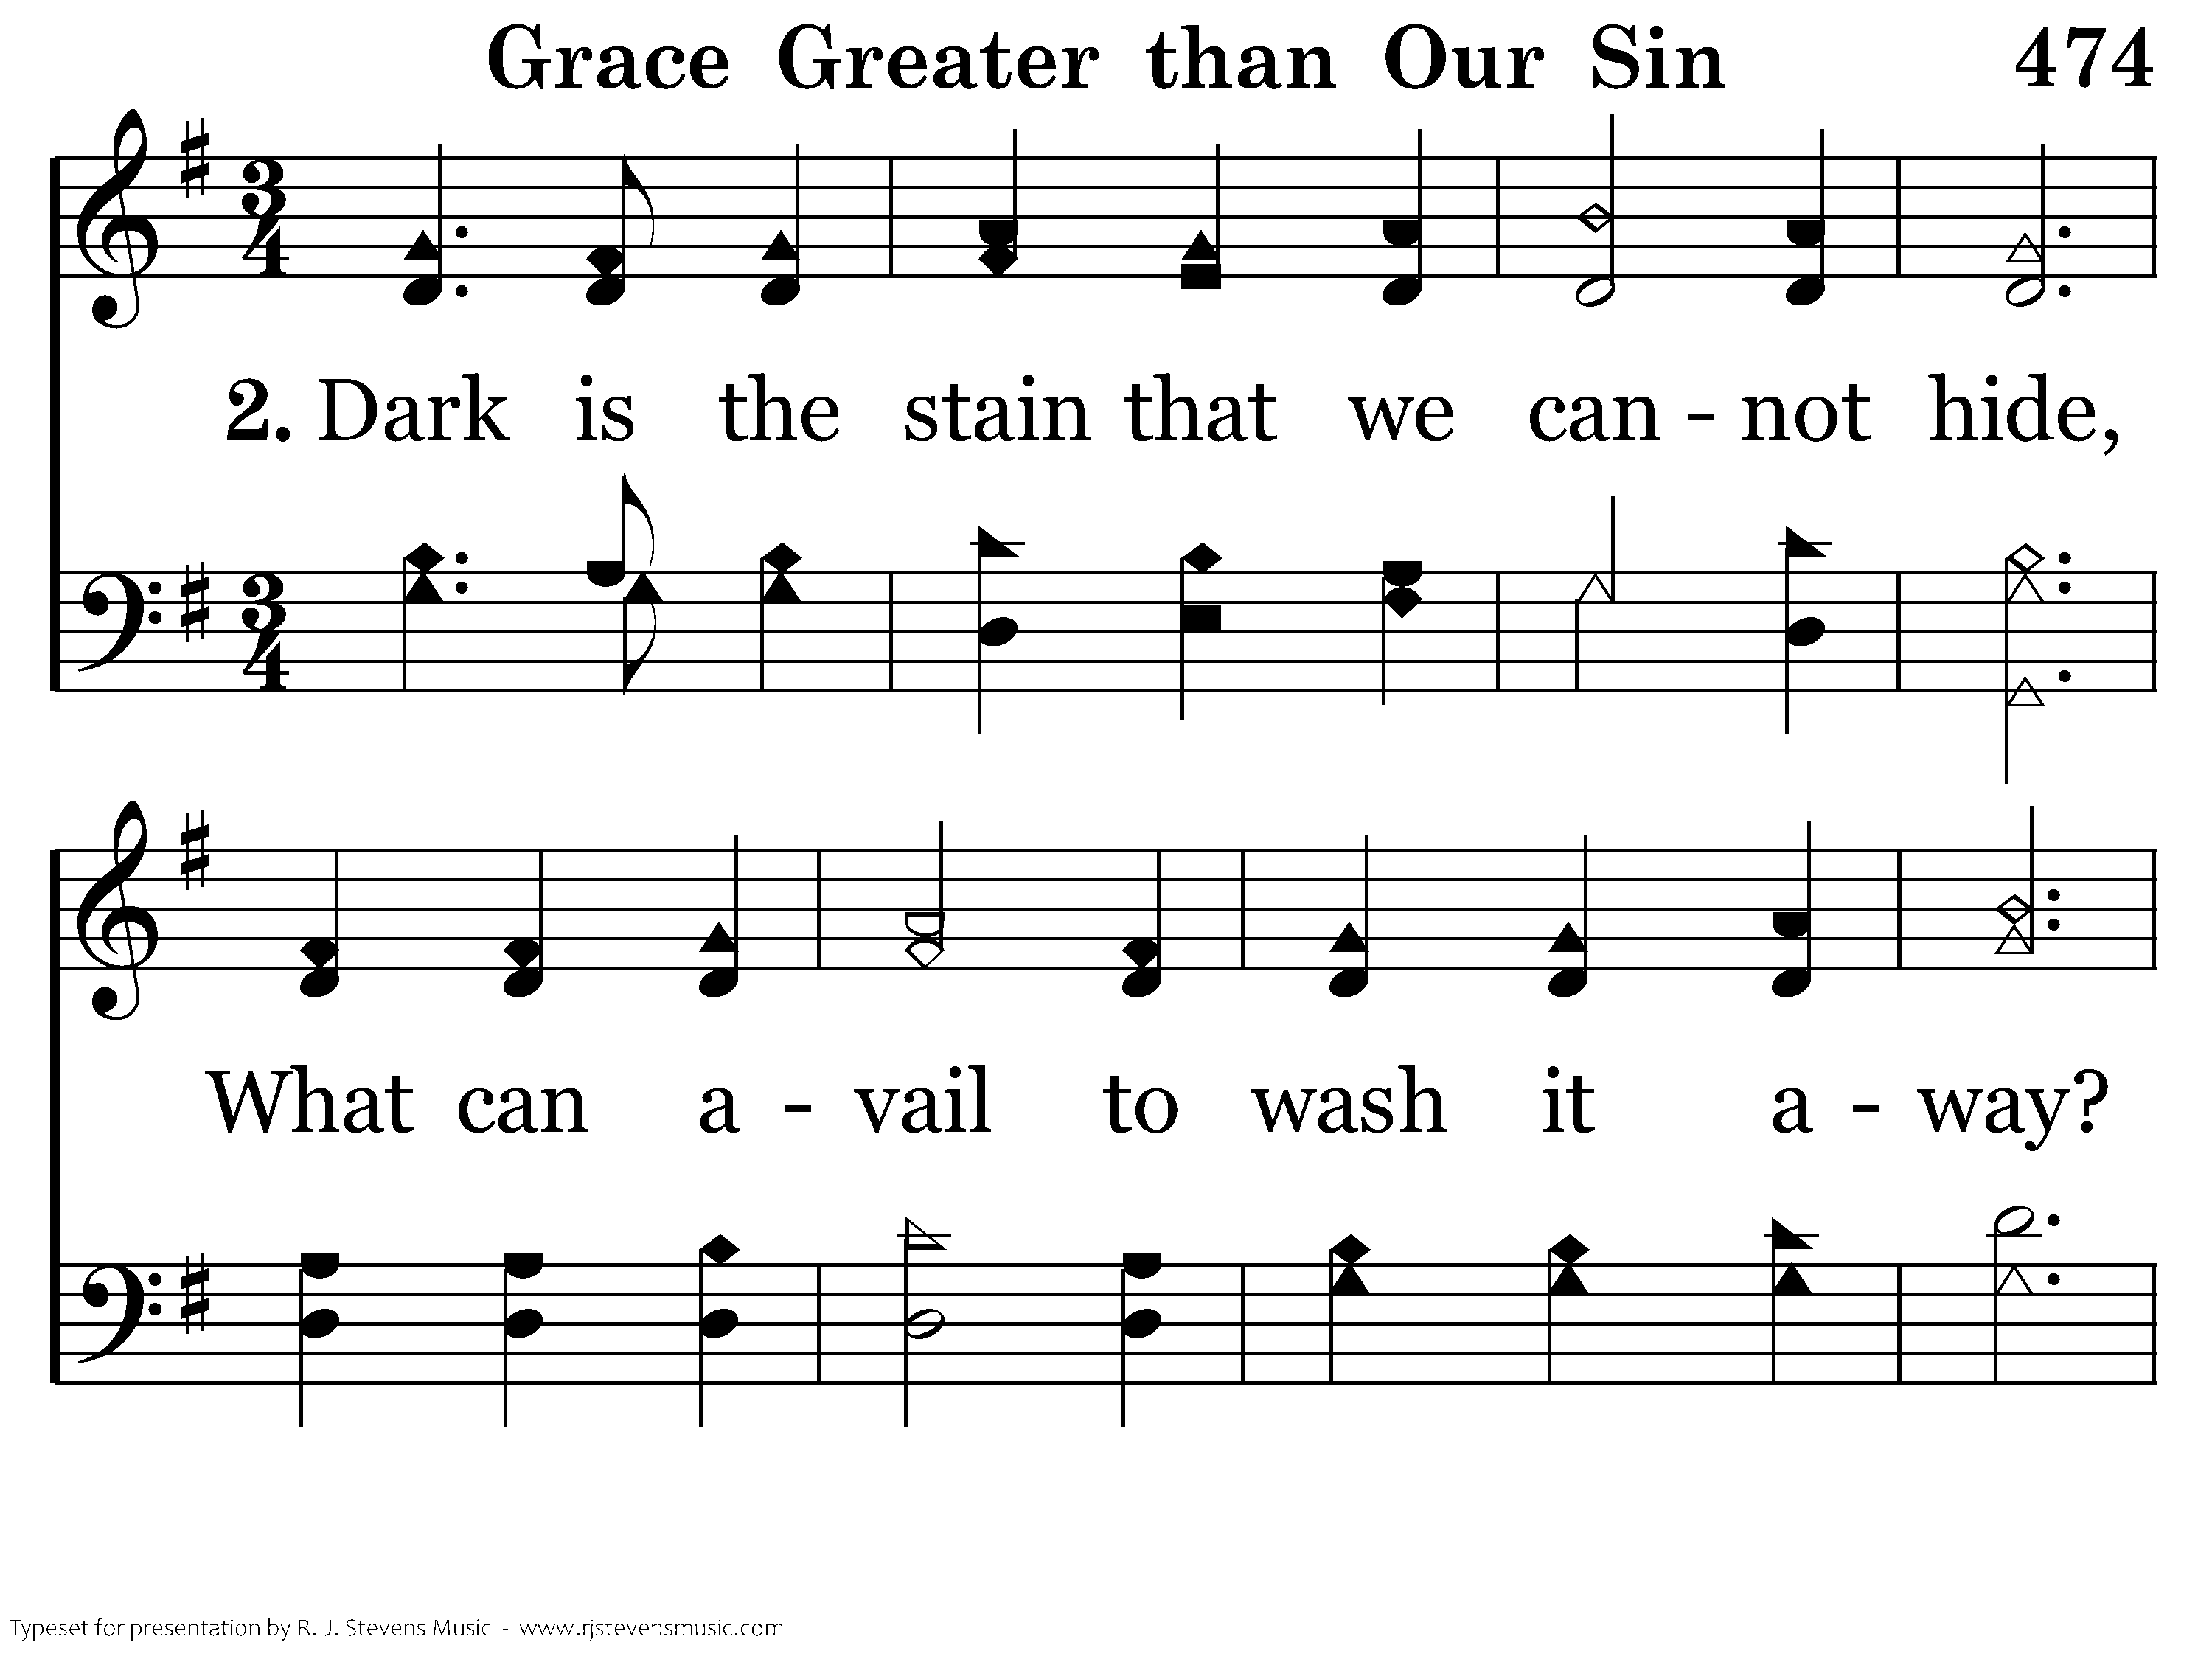 Grace Greater than Our Sin 474
2. Dark is the stain that we can - not hide,
What can a - vail to wash it a - way?
Typeset for presentation by R. J. Stevens Music - www.rjstevensmusic.com